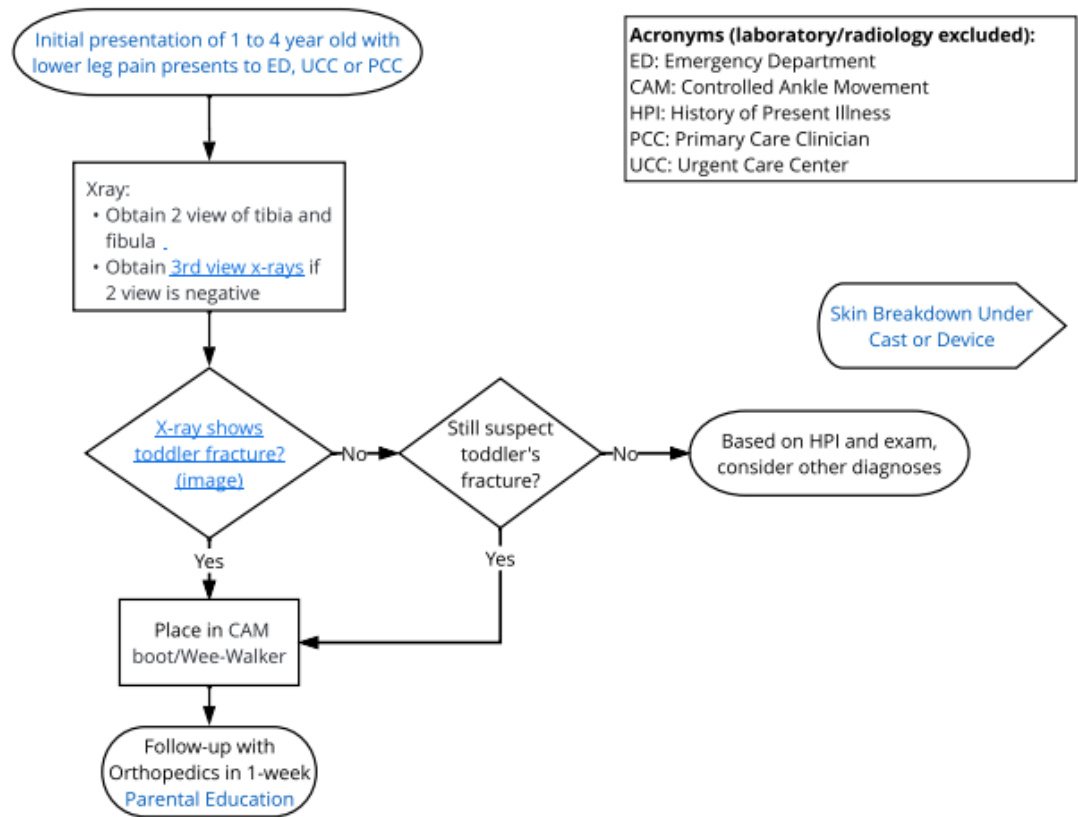 Initial presentation of 1 to 4 year old with
lower leg pain presents to ED, UCC or PCC
Acronyms (laboratory/radiology excluded):
ED: Emergency Department
CAM: Controlled Ankle Movement
HPI: History of Present Illness
PCC: Primary Care Clinician
UCC: Urgent Care Center
Xray:
• Obtain 2 view of tibia and
fibula .
• Obtain 3rd view x-rays if
2 view is negative
Skin Breakdown Under
Cast or Device
X-ray shows
toddler fracture?
(image)
No
Still suspect
toddler's
fracture?
No
Based on HPI and exam,
consider other diagnoses
Yes
Yes
Place in CAM
boot/Wee-Walker
Follow-up with
Orthopedics in 1-week
Parental Education